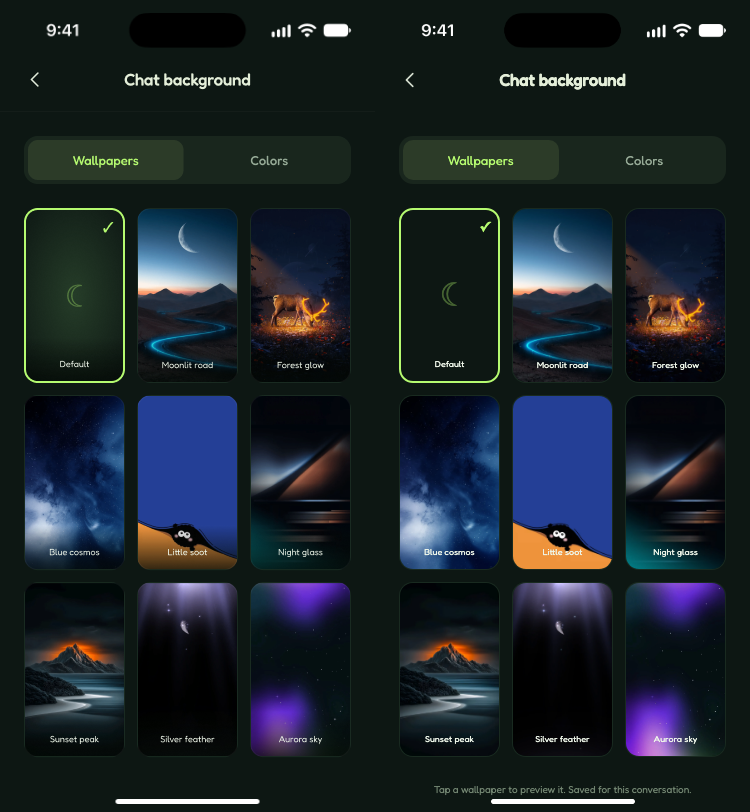 9:41
Chat background
Wallpapers Colors
Default Moonlit road Forest glow
Blue cosmos Little soot Night glass
Sunset peak Silver feather Aurora sky
9:41
Chat background
Wallpapers Colors
Default Moonlit road Forest glow
Blue cosmos Little soot Night glass
Sunset peak Silver feather Aurora sky
Tap a wallpaper to preview it. Saved for this conversation.